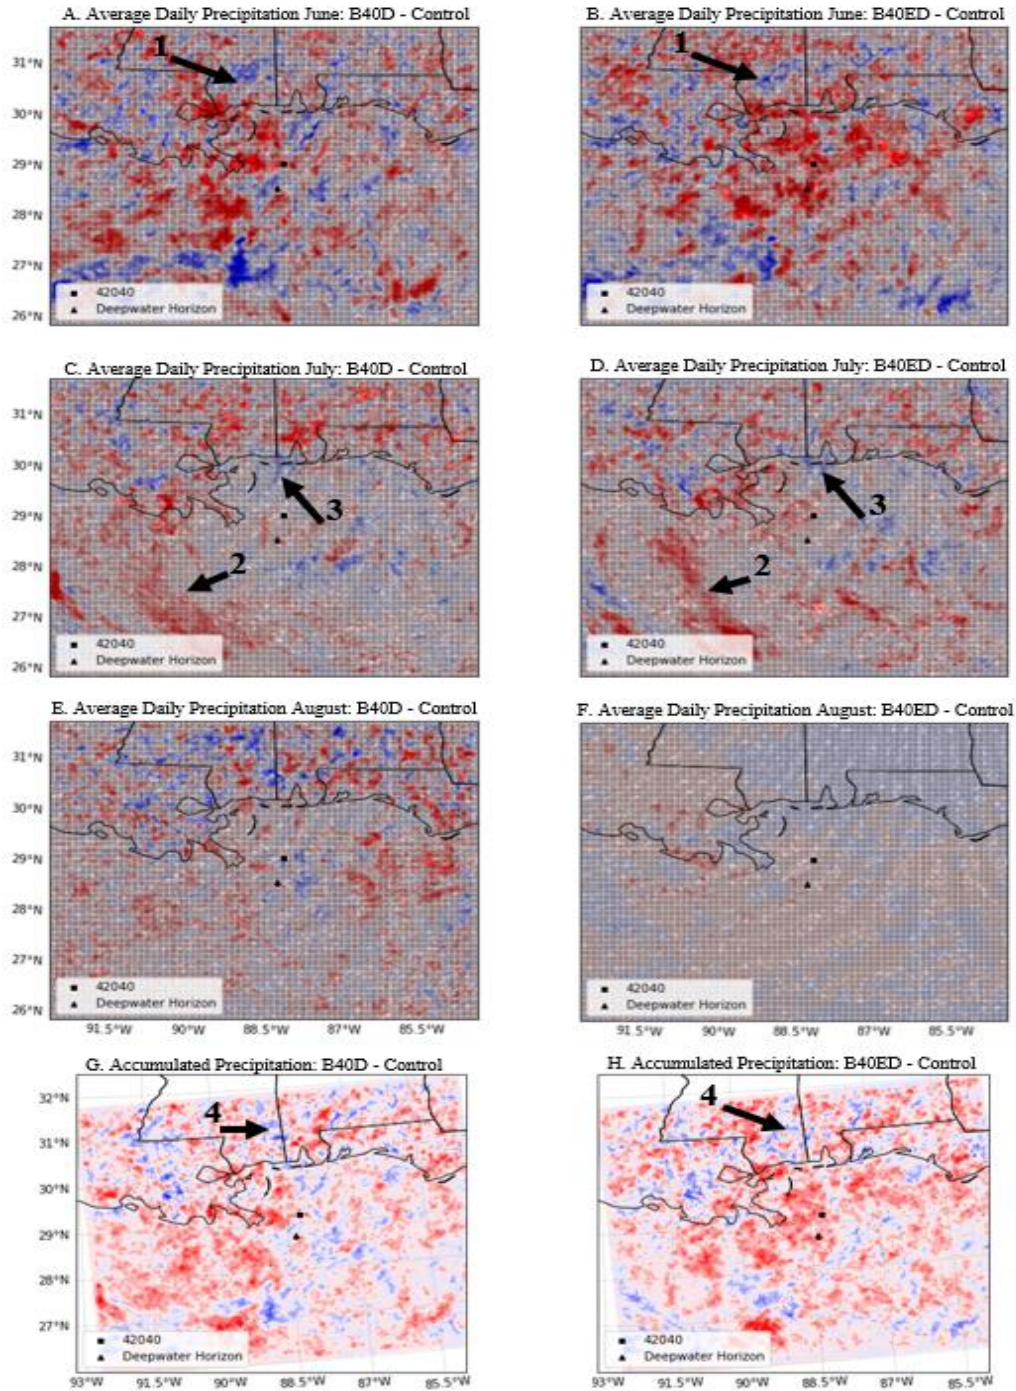 A. Average Daily Precipitation June: B40D - Control
B. Average Daily Precipitation June: B40ED - Control
1
1
31°N
30°N
29°N
28°N
27°N
26°N
42040
Deepwater Horizon
42040
Deepwater Horizon
C. Average Daily Precipitation July: B40D - Control
D. Average Daily Precipitation July: B40ED - Control
31°N
30°N
29°N
28°N
27°N
26°N
3
2
3
2
42040
Deepwater Horizon
42040
Deepwater Horizon
E. Average Daily Precipitation August: B40D - Control
F. Average Daily Precipitation August: B40ED - Control
31°N
30°N
29°N
28°N
27°N
26°N
42040
Deepwater Horizon
42040
Deepwater Horizon
91.5°W 90°W 88.5°W 87°W 85.5°W
91.5°W 90°W 88.5°W 87°W 85.5°W
G. Accumulated Precipitation: B40D - Control
H. Accumulated Precipitation: B40ED - Control
32°N
31°N
30°N
29°N
28°N
27°N
4
4
42040
Deepwater Horizon
42040
Deepwater Horizon
93°W 91.5°W 90°W 88.5°W 87°W 85.5°W
93°W 91.5°W 90°W 88.5°W 87°W 85.5°W